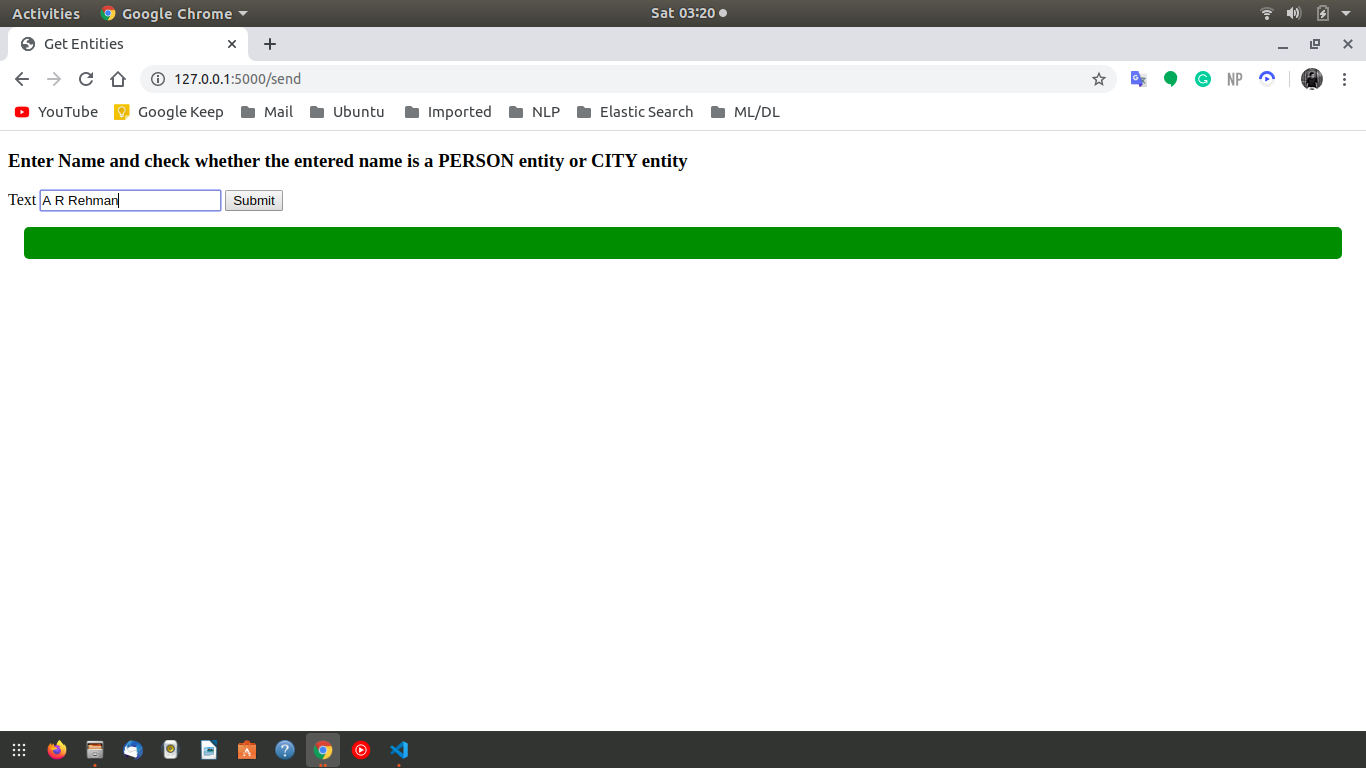 Activities Google Chrome Sat 03:20
Get Entities
127.0.0.1:5000/send NP
YouTube Google Keep Mail Ubuntu Imported NLP Elastic Search ML/DL
Enter Name and check whether the entered name is a PERSON entity or CITY entity
Text A R Rehman Submit